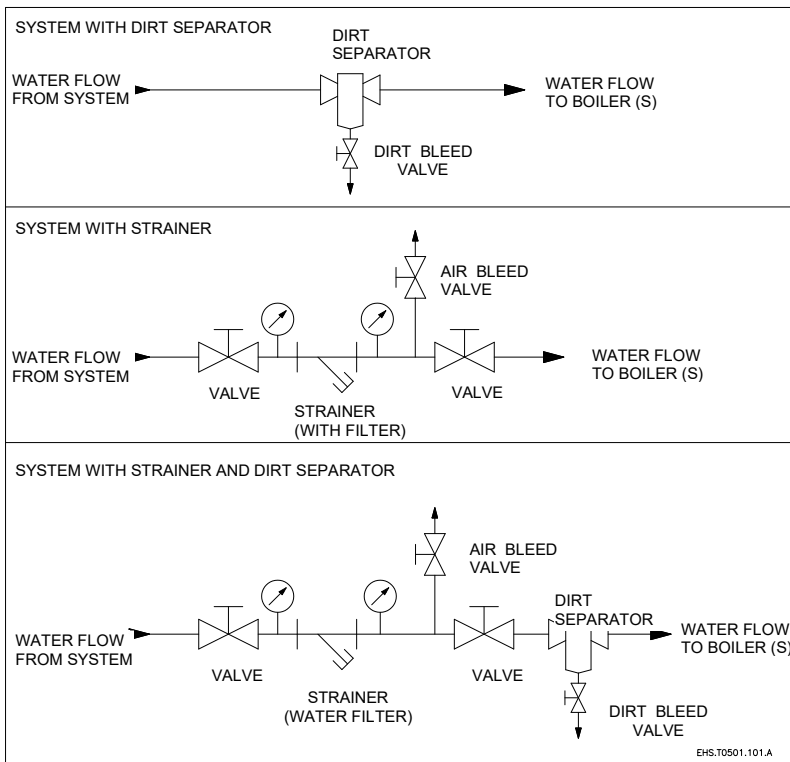 SYSTEM WITH DIRT SEPARATOR
DIRT
SEPARATOR
WATER FLOW
FROM SYSTEM
WATER FLOW
TO BOILER (S)
DIRT BLEED
VALVE
SYSTEM WITH STRAINER
AIR BLEED
VALVE
WATER FLOW
FROM SYSTEM
WATER FLOW
TO BOILER (S)
VALVE
STRAINER
(WITH FILTER)
VALVE
SYSTEM WITH STRAINER AND DIRT SEPARATOR
AIR BLEED
VALVE
DIRT
SEPARATOR
WATER FLOW
FROM SYSTEM
WATER FLOW
TO BOILER (S)
VALVE
STRAINER
(WATER FILTER)
VALVE
DIRT BLEED
VALVE
EHS.T0501.101.A